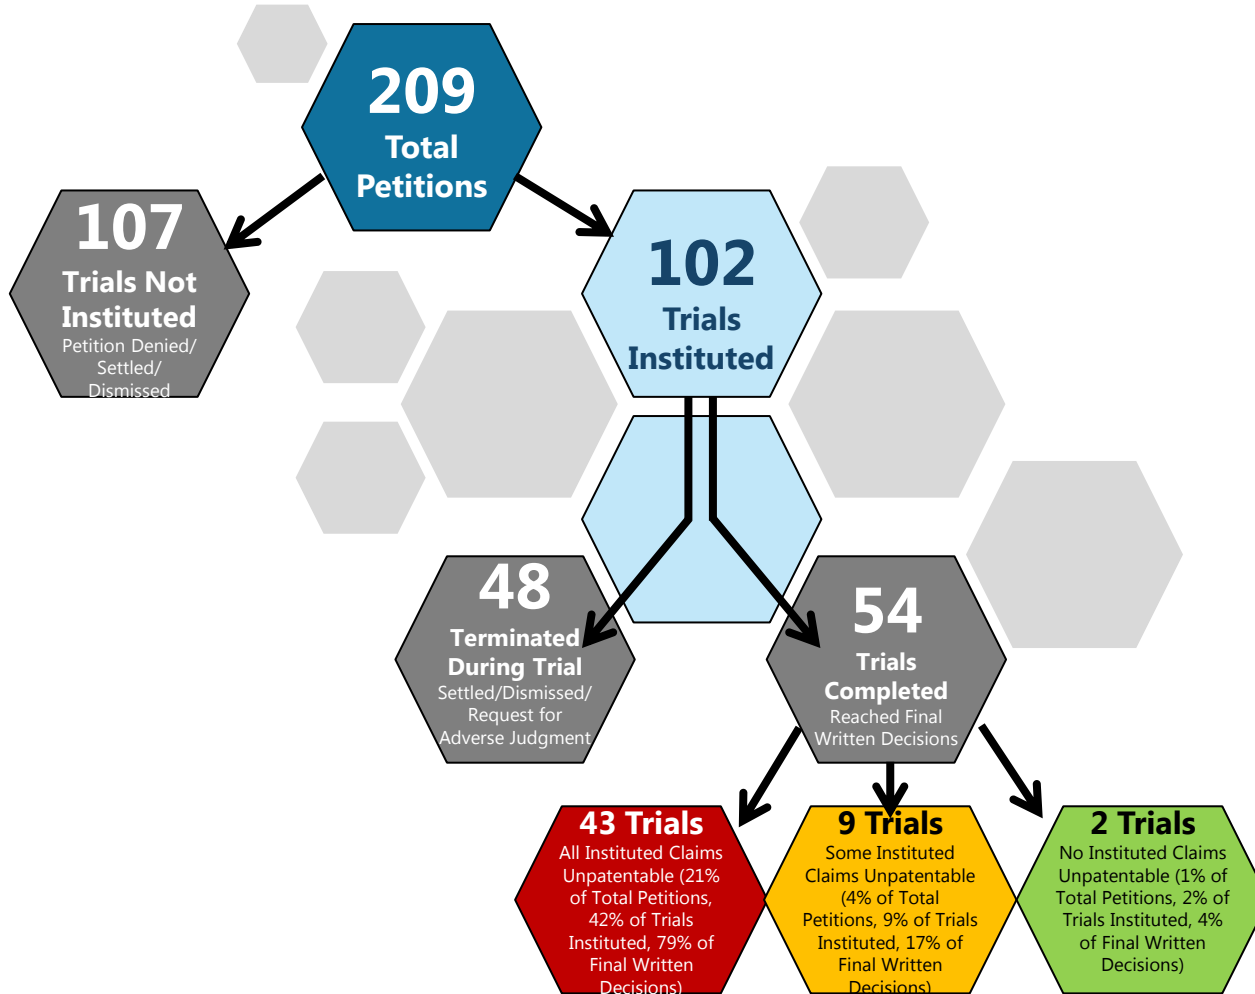 209
Total
Petitions
107
Trials Not
Instituted
Petition Denied/
Settled/
Dismissed
102
Trials
Instituted
48
Terminated
During Trial
Settled/Dismissed/
Request for
Adverse Judgment
54
Trials
Completed
Reached Final
Written Decisions
43 Trials
All Instituted Claims
Unpatentable (21%
of Total Petitions,
42% of Trials
Instituted, 79% of
Final Written
Decisions)
9 Trials
Some Instituted
Claims Unpatentable
(4% of Total
Petitions, 9% of Trials
Instituted, 17% of
Final Written
Decisions)
2 Trials
No Instituted Claims
Unpatentable (1% of
Total Petitions, 2% of
Trials Instituted, 4%
of Final Written
Decisions)